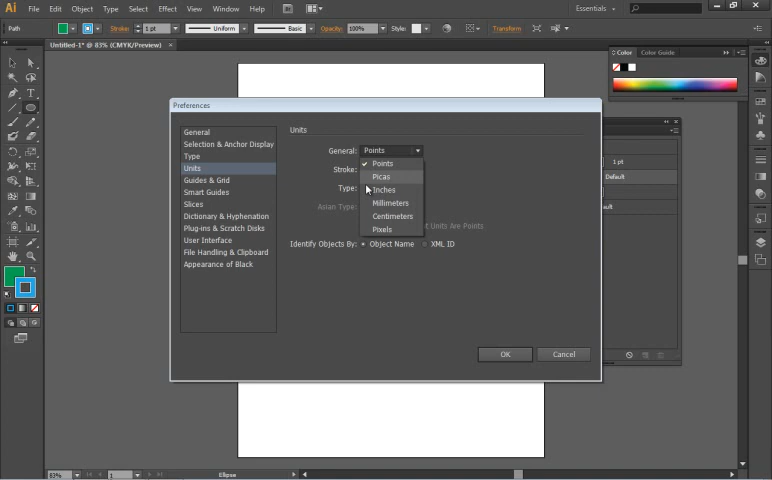 Ai File Edit Object Type Select Effect View Window Help Br Essentials
Path Stroke: 1 pt Uniform Basic Opacity: 100% Style: Transform
Untitled-1* @ 83% (CMYK/Preview) ×
Color Color Guide
Preferences
General
Selection & Anchor Display
Type
Units
Guides & Grid
Smart Guides
Slices
Dictionary & Hyphenation
Plug-ins & Scratch Disks
User Interface
File Handling & Clipboard
Appearance of Black
Units
General: Points
Stroke:
Type:
Asian Type:
Points
Picas
Inches
Millimeters
Centimeters
Pixels
t Units Are Points
Identify Objects By: Object Name XML ID
OK Cancel
1 pt
Default
ault
83% 1 Ellipse